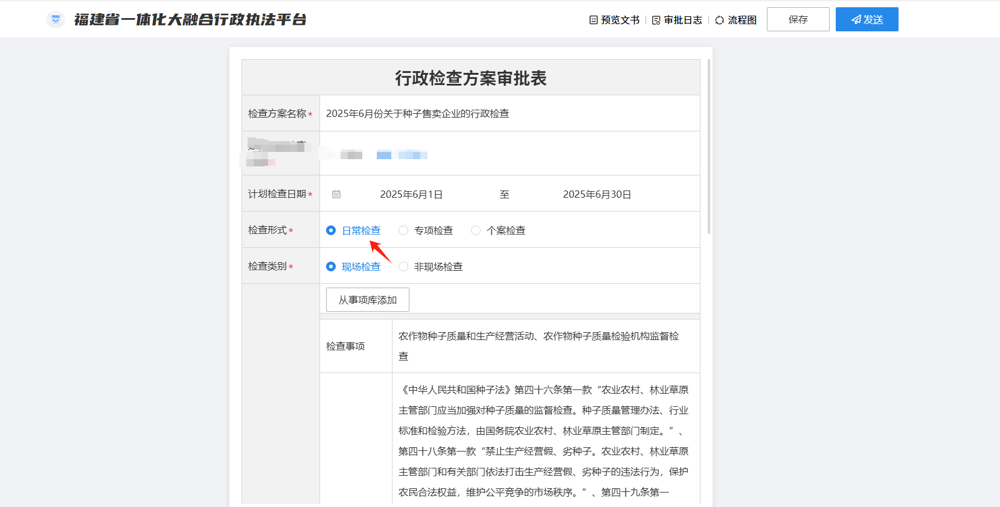 福建省一体化大融合行政执法平台
预览文书
审批日志
流程图
保存
发送
行政检查方案审批表
检查方案名称*
2025年6月份关于种子售卖企业的行政检查
计划检查日期*
2025年6月1日
至
2025年6月30日
检查形式*
日常检查
专项检查
个案检查
检查类别*
现场检查
非现场检查
从事项库添加
检查事项
农作物种子质量和生产经营活动、农作物种子质量检验机构监督检
查
《中华人民共和国种子法》第四十六条第一款“农业农村、林业草原
主管部门应当加强对种子质量的监督检查。种子质量管理办法、行业
标准和检验方法，由国务院农业农村、林业草原主管部门制定。”、
第四十八条第一款“禁止生产经营假、劣种子。农业农村、林业草原
主管部门和有关部门依法打击生产经营假、劣种子的违法行为，保护
农民合法权益，维护公平竞争的市场秩序。”、第四十九条第一